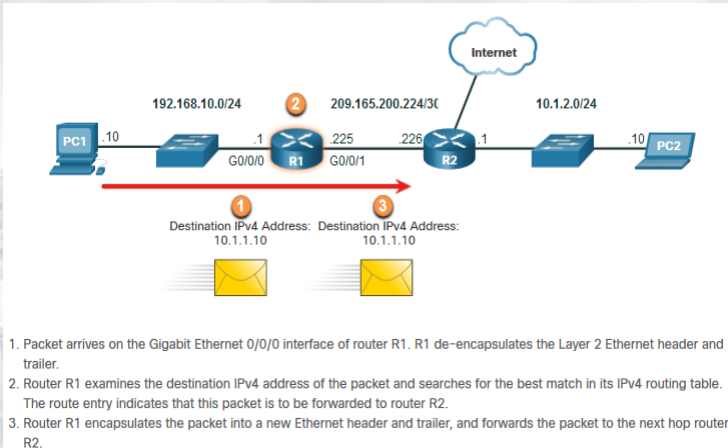 Internet
192.168.10.0/24
2
209.165.200.224/30
10.1.2.0/24
PC1
.10
.1
.225
.226
.1
.10
PC2
G0/0/0
R1
G0/0/1
R2
1
3
Destination IPv4 Address:
10.1.1.10
Destination IPv4 Address:
10.1.1.10
1. Packet arrives on the Gigabit Ethernet 0/0/0 interface of router R1. R1 de-encapsulates the Layer 2 Ethernet header and
trailer.
2. Router R1 examines the destination IPv4 address of the packet and searches for the best match in its IPv4 routing table.
The route entry indicates that this packet is to be forwarded to router R2.
3. Router R1 encapsulates the packet into a new Ethernet header and trailer, and forwards the packet to the next hop router
R2.